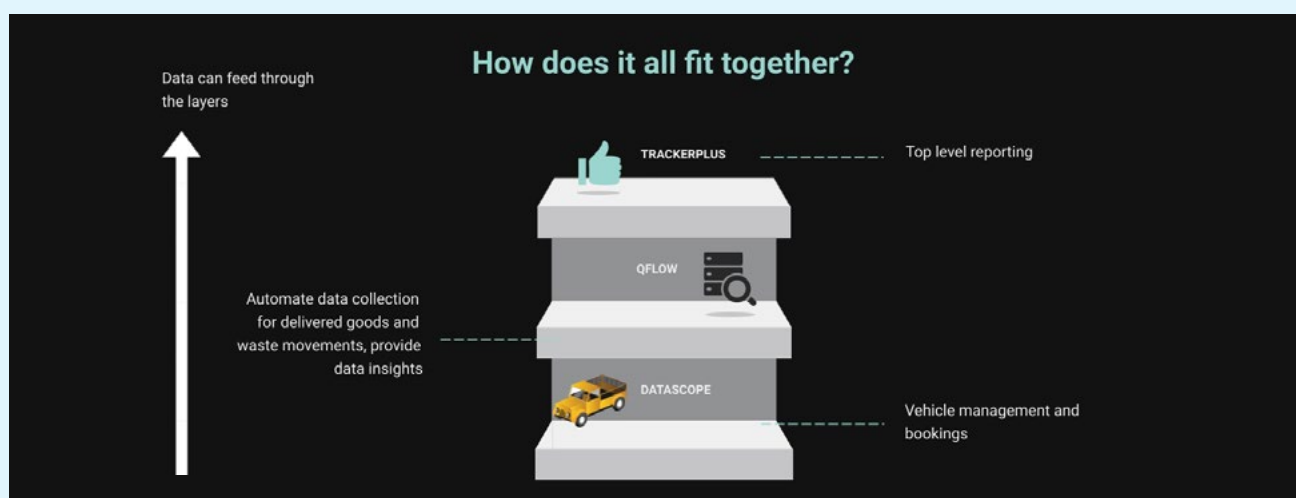 How does it all fit together?
Data can feed through
the layers
TRACKERPLUS
Top level reporting
QFLOW
Automate data collection
for delivered goods and
waste movements, provide
data insights
DATASCOPE
Vehicle management and
bookings